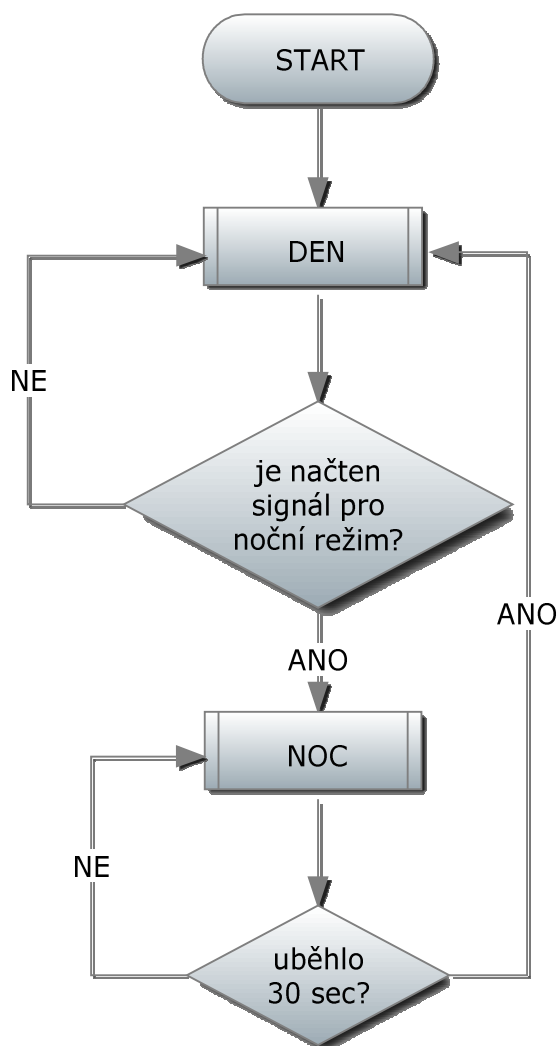 START
DEN
NE
je načten
signál pro
noční režim?
ANO
ANO
NOC
NE
uběhlo
30 sec?